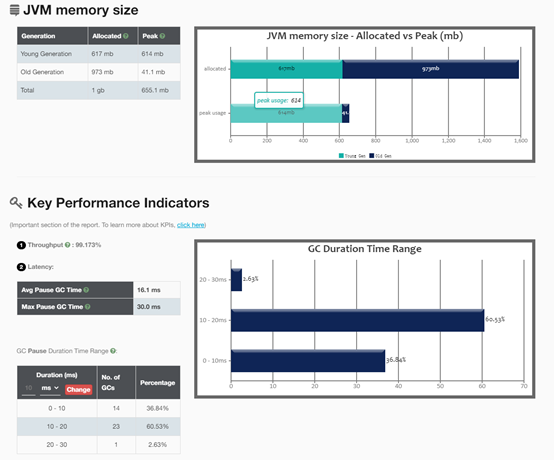 JVM memory size
Generation Allocated Peak
Young Generation 617 mb 614 mb
Old Generation 973 mb 41.1 mb
Total 1 gb 655.1 mb
JVM memory size - Allocated vs Peak (mb)
allocated 617mb 973mb
peak usage: 614
peak usage 614mb
0 200 400 600 800 1,000 1,200 1,400 1,600
Young Gen Old Gen
Key Performance Indicators
(Important section of the report. To learn more about KPIs, click here)
1 Throughput : 99.173%
2 Latency:
Avg Pause GC Time 16.1 ms
Max Pause GC Time 30.0 ms
GC Pause Duration Time Range :
Duration (ms) No. of GCs Percentage
10 ms Change
0 - 10 14 36.84%
10 - 20 23 60.53%
20 - 30 1 2.63%
GC Duration Time Range
20 - 30ms 2.63%
10 - 20ms 60.53%
0 - 10ms 36.84%
0 10 20 30 40 50 60 70